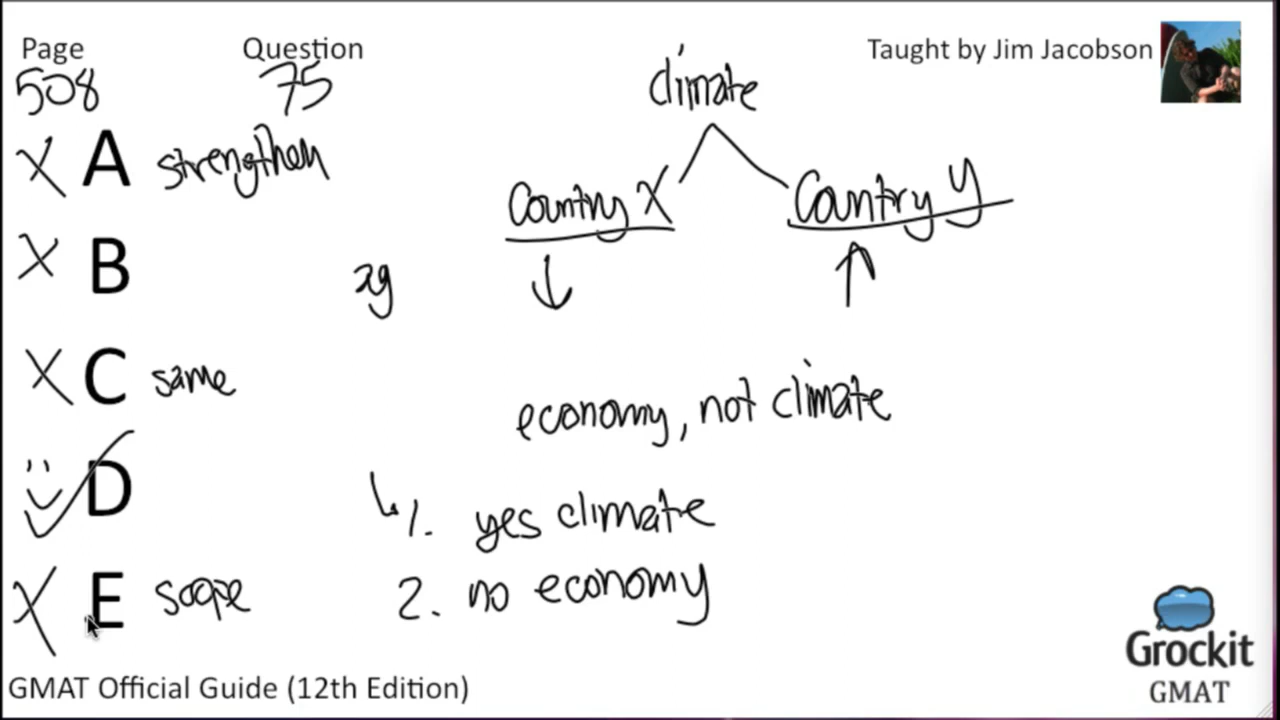 Page Question Taught by Jim Jacobson
508 75
climate
X A strengthen
Country X Country Y
X B
X C same
economy, not climate
D
1. yes climate
X E scope
2. no economy
Grockit
GMAT
GMAT Official Guide (12th Edition)